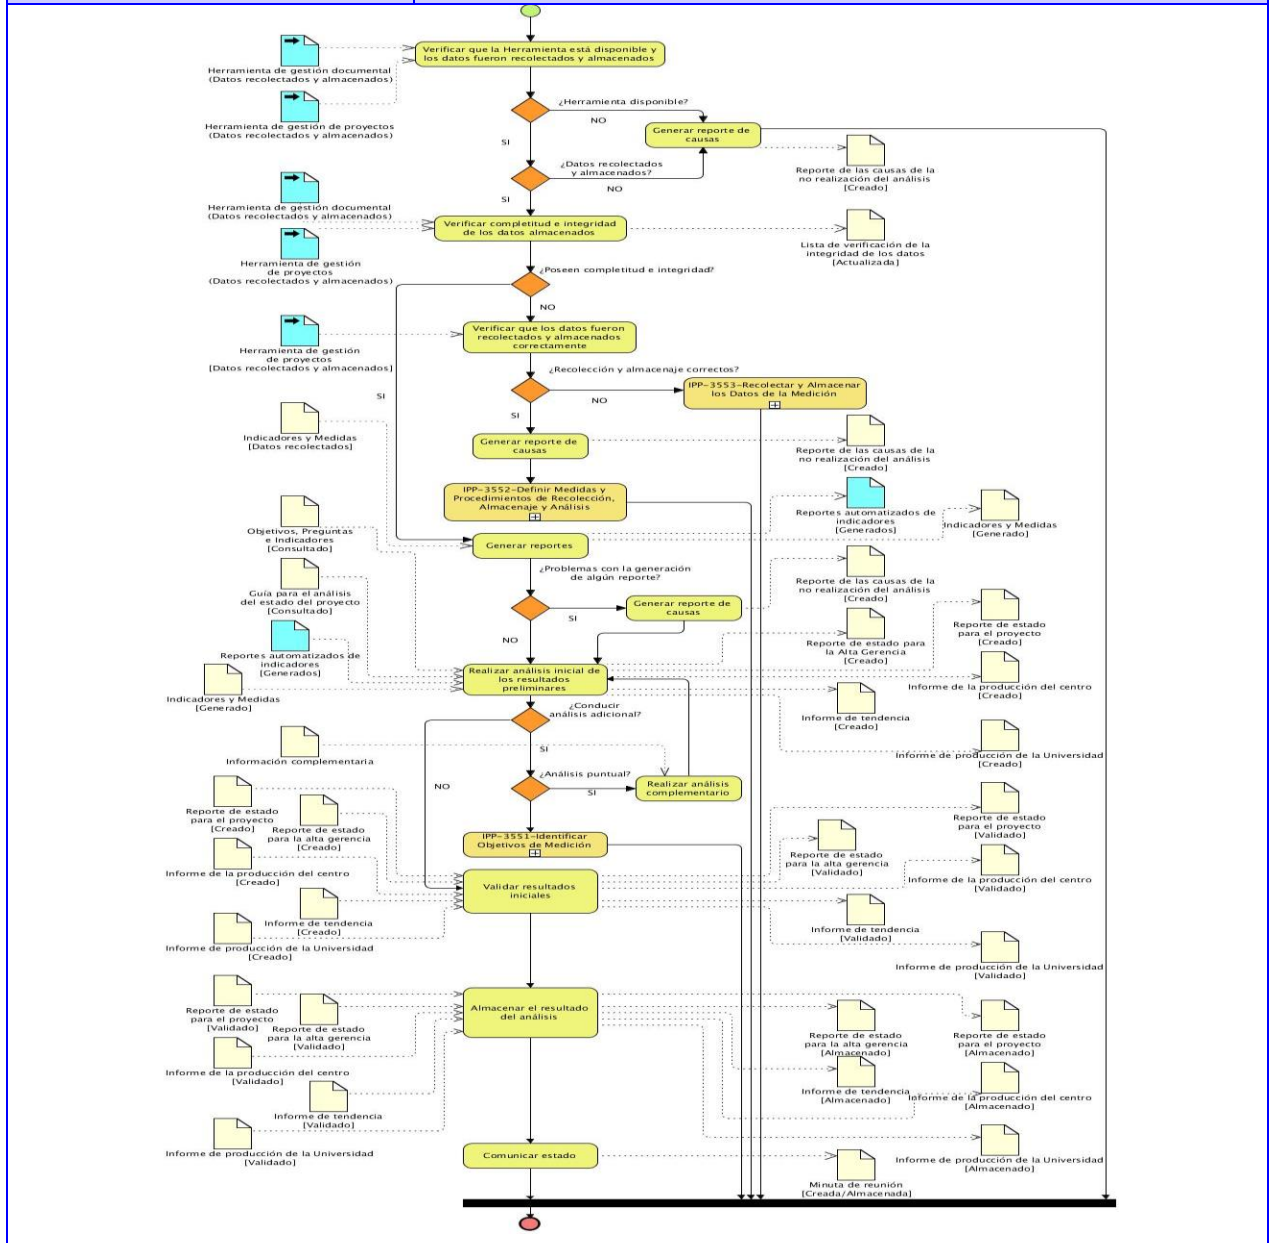 Verificar que la Herramienta está disponible y
los datos fueron recolectados y almacenados
Herramienta de gestión documental
(Datos recolectados y almacenados)
Herramienta de gestión de proyectos
(Datos recolectados y almacenados)
¿Herramienta disponible?
NO
SI
Generar reporte de
causas
Reporte de las causas de la
no realización del análisis
[Creado]
¿Datos recolectados
y almacenados?
NO
SI
Herramienta de gestión documental
(Datos recolectados y almacenados)
Herramienta de gestión
de proyectos
(Datos recolectados y almacenados)
Verificar completitud e integridad
de los datos almacenados
Lista de verificación de la
integridad de los datos
[Actualizada]
¿Poseen completitud e integridad?
NO
SI
Verificar que los datos fueron
recolectados y almacenados
correctamente
Herramienta de gestión
de proyectos
[Datos recolectados y almacenados]
¿Recolección y almacenaje correctos?
NO
SI
IPP-3553-Recolectar y Almacenar
los Datos de la Medición
Indicadores y Medidas
[Datos recolectados]
Generar reporte de
causas
Reporte de las causas de la
no realización del análisis
[Creado]
IPP-3552-Definir Medidas y
Procedimientos de Recolección,
Almacenaje y Análisis
Reportes automatizados de
indicadores
[Generados]
Indicadores y Medidas
[Generado]
Objetivos, Preguntas
e Indicadores
[Consultado]
Generar reportes
¿Problemas con la generación
de algún reporte?
SI
NO
Generar reporte de
causas
Reporte de las causas de la
no realización del análisis
[Creado]
Guía para el análisis
del estado del proyecto
[Consultado]
Reportes automatizados de
indicadores
[Generados]
Indicadores y Medidas
[Generado]
Reporte de estado para
la Alta Gerencia
[Creado]
Reporte de estado
para el proyecto
[Creado]
Realizar análisis inicial de
los resultados
preliminares
Informe de la producción del centro
[Creado]
Informe de tendencia
[Creado]
Informe de producción de la Universidad
[Creado]
¿Conducir
análisis adicional?
SI
NO
Información complementaria
¿Análisis puntual?
SI
Realizar análisis
complementario
IPP-3551-Identificar
Objetivos de Medición
Reporte de estado
para el proyecto
[Creado]
Reporte de estado
para la alta gerencia
[Creado]
Informe de la producción del centro
[Creado]
Informe de tendencia
[Creado]
Informe de producción de la Universidad
[Creado]
Validar resultados
iniciales
Reporte de estado
para el proyecto
[Validado]
Reporte de estado
para la alta gerencia
[Validado]
Informe de la producción del centro
[Validado]
Informe de tendencia
[Validado]
Informe de producción de la Universidad
[Validado]
Reporte de estado
para el proyecto
[Validado]
Reporte de estado
para la alta gerencia
[Validado]
Informe de la producción del centro
[Validado]
Informe de tendencia
[Validado]
Informe de producción de la Universidad
[Validado]
Almacenar el resultado
del análisis
Reporte de estado
para la alta gerencia
[Almacenado]
Reporte de estado
para el proyecto
[Almacenado]
Informe de tendencia
[Almacenado]
Informe de la producción del centro
[Almacenado]
Informe de producción de la Universidad
[Almacenado]
Comunicar estado
Minuta de reunión
[Creada/Almacenada]